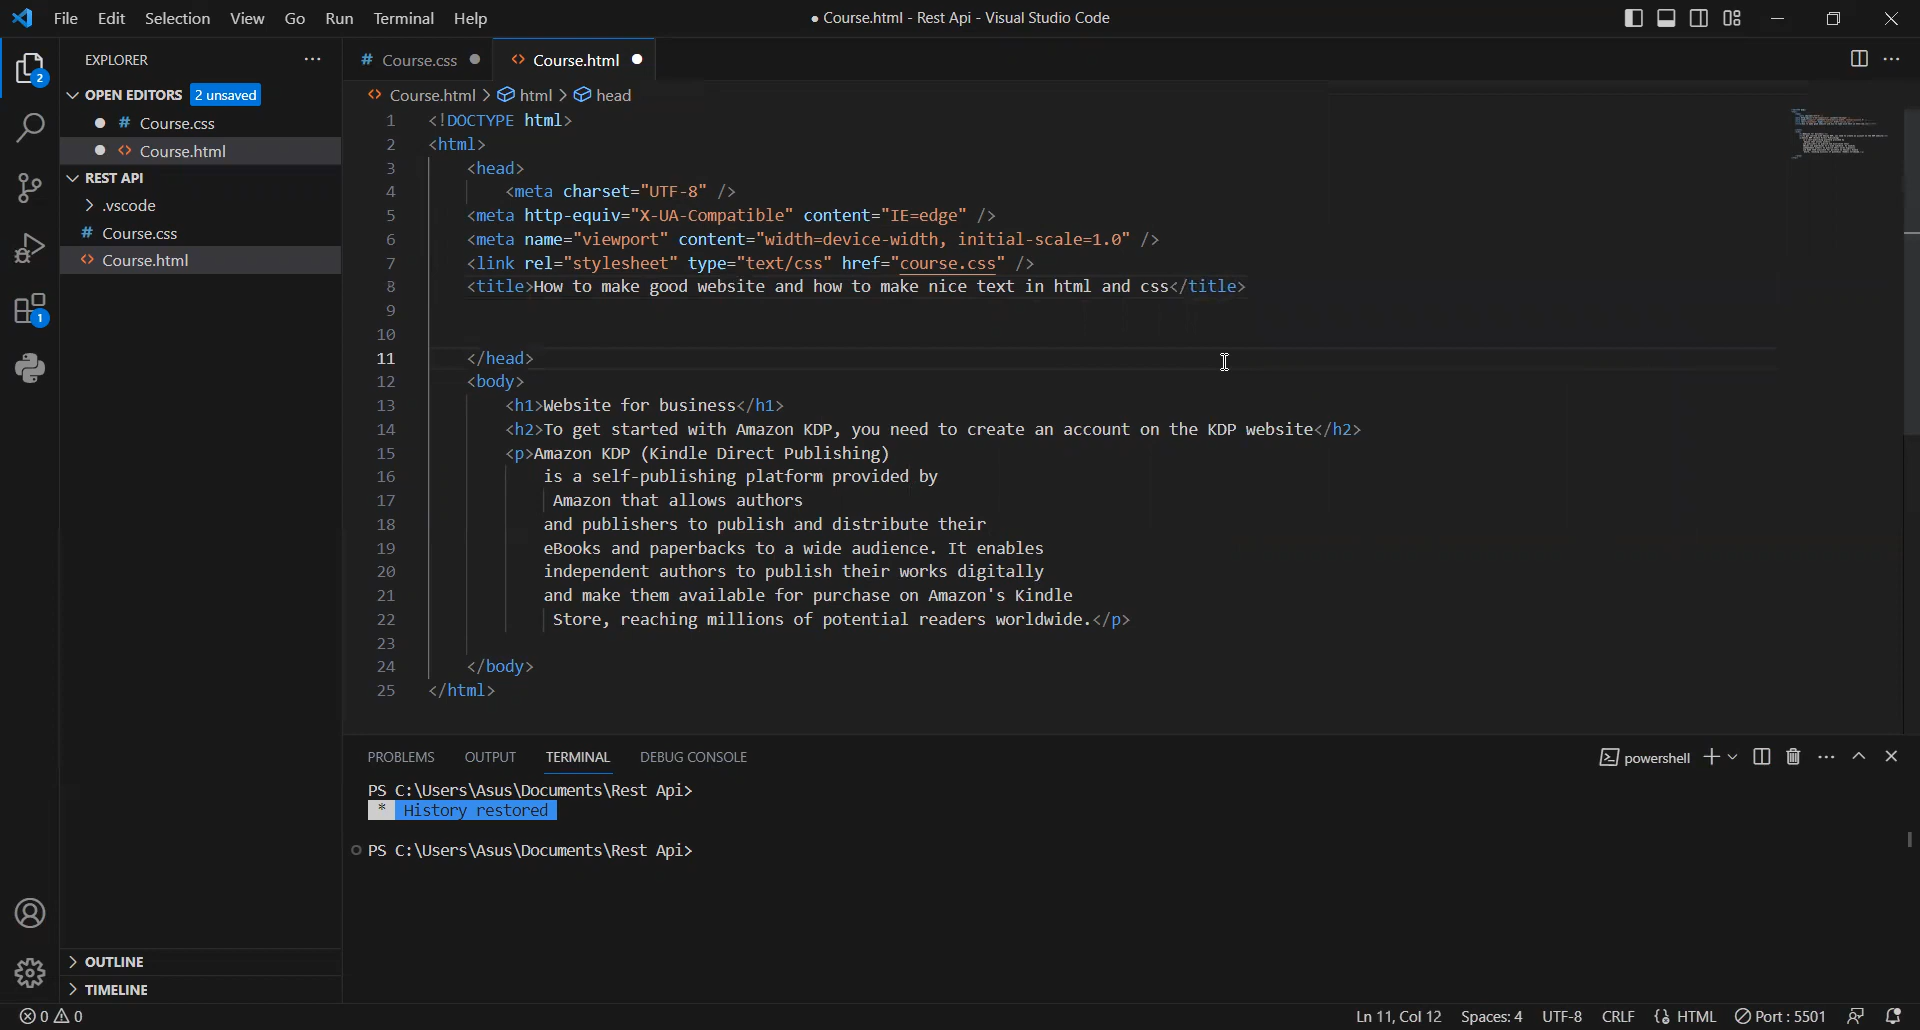 File Edit Selection View Go Run Terminal Help
● Course.html - Rest Api - Visual Studio Code
EXPLORER
OPEN EDITORS 2 unsaved
# Course.css
<> Course.html
REST API
.vscode
# Course.css
<> Course.html
OUTLINE
TIMELINE
2
1
# Course.css
<> Course.html
<> Course.html > html > head
1 <!DOCTYPE html>
2 <html>
3 <head>
4 <meta charset="UTF-8" />
5 <meta http-equiv="X-UA-Compatible" content="IE=edge" />
6 <meta name="viewport" content="width=device-width, initial-scale=1.0" />
7 <link rel="stylesheet" type="text/css" href="course.css" />
8 <title>How to make good website and how to make nice text in html and css</title>
9
10
11 </head>
12 <body>
13 <h1>Website for business</h1>
14 <h2>To get started with Amazon KDP, you need to create an account on the KDP website</h2>
15 <p>Amazon KDP (Kindle Direct Publishing)
16 is a self-publishing platform provided by
17 Amazon that allows authors
18 and publishers to publish and distribute their
19 eBooks and paperbacks to a wide audience. It enables
20 independent authors to publish their works digitally
21 and make them available for purchase on Amazon's Kindle
22 Store, reaching millions of potential readers worldwide.</p>
23
24 </body>
25 </html>
PROBLEMS OUTPUT TERMINAL DEBUG CONSOLE
powershell
PS C:\Users\Asus\Documents\Rest Api>
* History restored
PS C:\Users\Asus\Documents\Rest Api>
0 0
Ln 11, Col 12 Spaces: 4 UTF-8 CRLF HTML Port : 5501